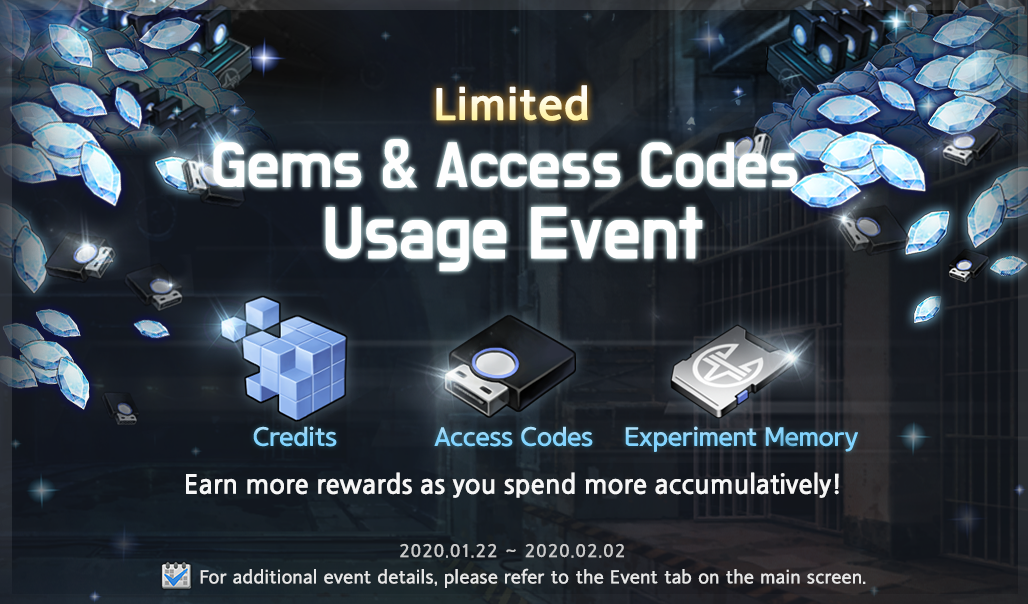 Limited
Gems & Access Codes
Usage Event
Credits
Access Codes
Experiment Memory
Earn more rewards as you spend more accumulatively!
2020.01.22 ~ 2020.02.02
For additional event details, please refer to the Event tab on the main screen.